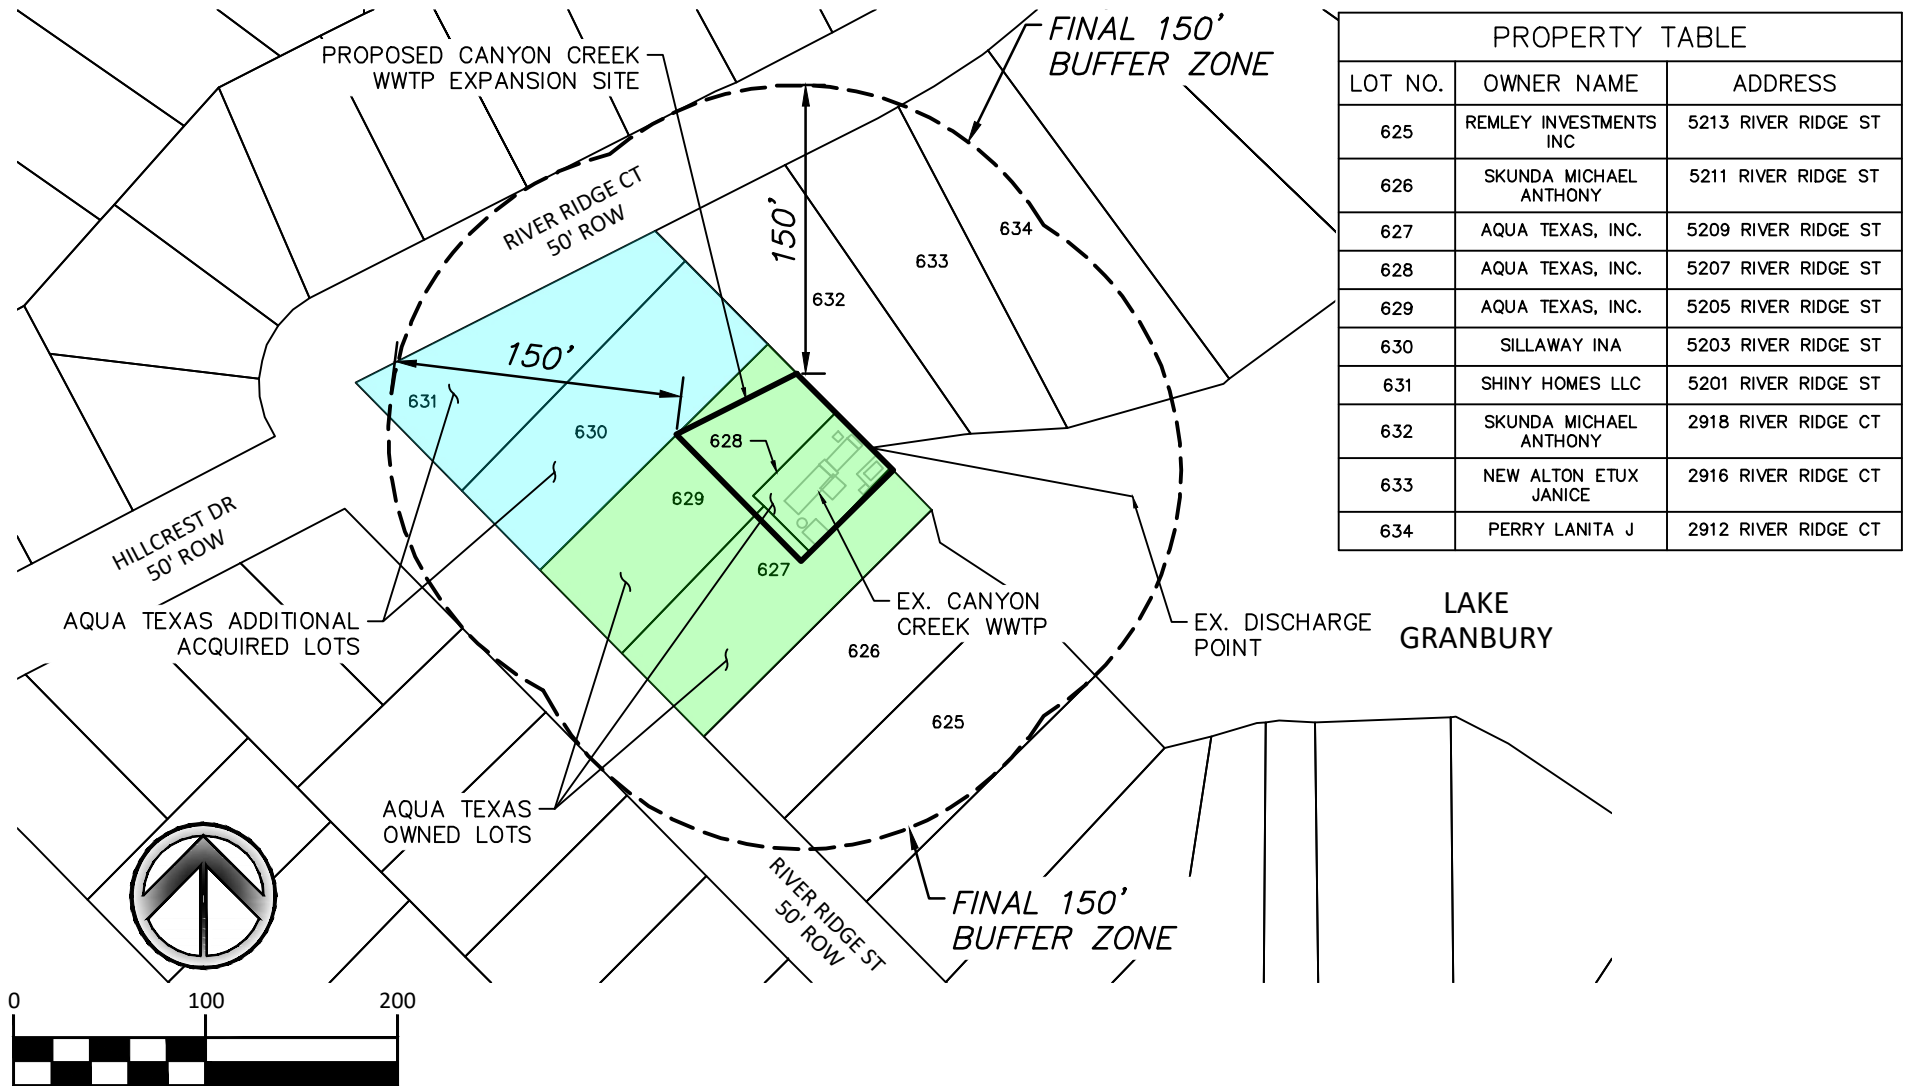 FINAL 150'
BUFFER ZONE
PROPOSED CANYON CREEK
WWTP EXPANSION SITE
RIVER RIDGE CT
50' ROW
150'
634
633
632
150'
631
630
628
629
627
HILLCREST DR
50' ROW
AQUA TEXAS ADDITIONAL
ACQUIRED LOTS
EX. CANYON
CREEK WWTP
EX. DISCHARGE
POINT
LAKE
GRANBURY
626
625
AQUA TEXAS
OWNED LOTS
RIVER RIDGE ST
50' ROW
FINAL 150'
BUFFER ZONE
0 100 200
PROPERTY TABLE
LOT NO. OWNER NAME ADDRESS
625 REMLEY INVESTMENTS INC 5213 RIVER RIDGE ST
626 SKUNDA MICHAEL ANTHONY 5211 RIVER RIDGE ST
627 AQUA TEXAS, INC. 5209 RIVER RIDGE ST
628 AQUA TEXAS, INC. 5207 RIVER RIDGE ST
629 AQUA TEXAS, INC. 5205 RIVER RIDGE ST
630 SILLAWAY INA 5203 RIVER RIDGE ST
631 SHINY HOMES LLC 5201 RIVER RIDGE ST
632 SKUNDA MICHAEL ANTHONY 2918 RIVER RIDGE CT
633 NEW ALTON ETUX JANICE 2916 RIVER RIDGE CT
634 PERRY LANITA J 2912 RIVER RIDGE CT